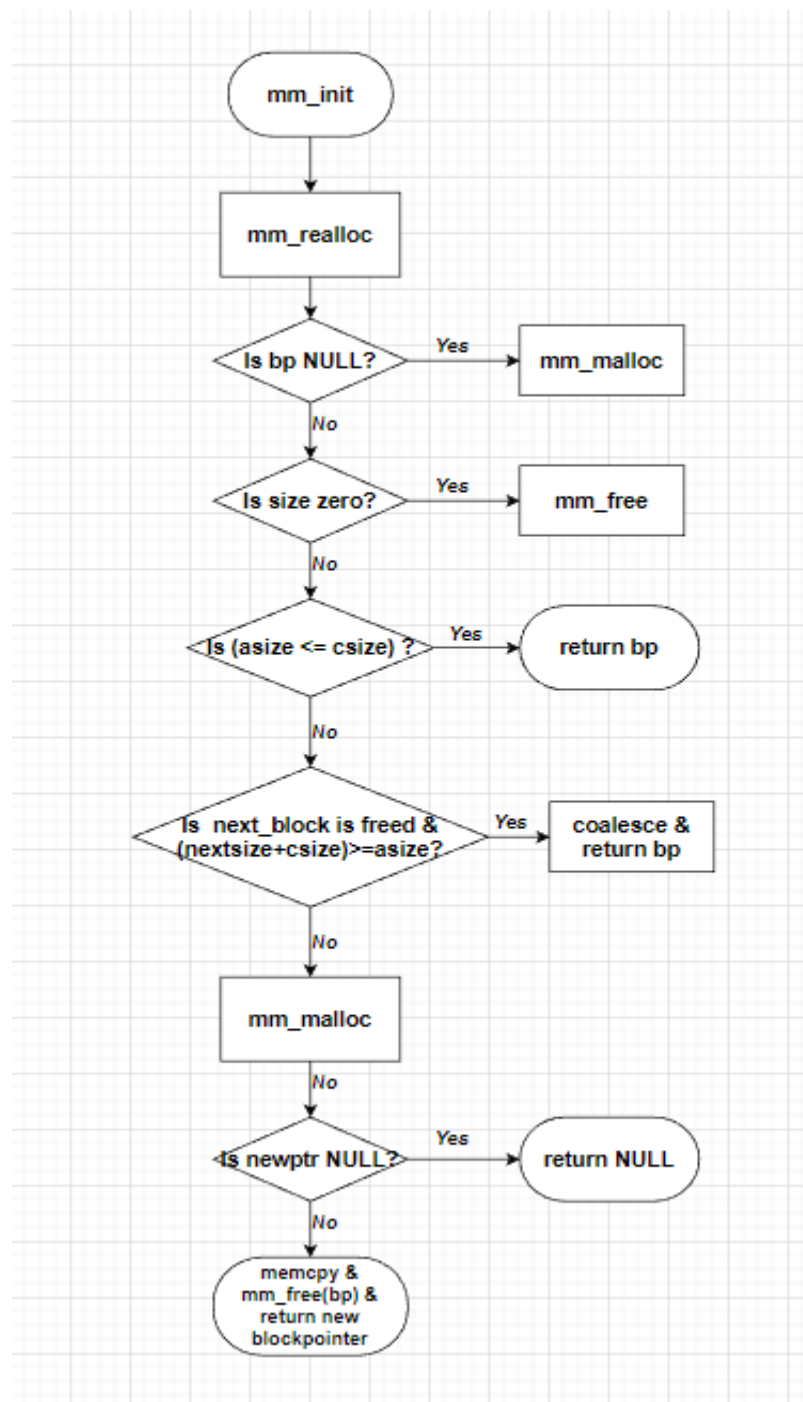 mm_init
mm_realloc
Is bp NULL?
Yes
mm_malloc
No
Is size zero?
Yes
mm_free
No
Is (asize <= csize) ?
Yes
return bp
No
Is next_block is freed &
(nextsize+csize)>=asize?
Yes
coalesce &
return bp
No
mm_malloc
No
Is newptr NULL?
Yes
return NULL
No
memcpy &
mm_free(bp) &
return new
blockpointer